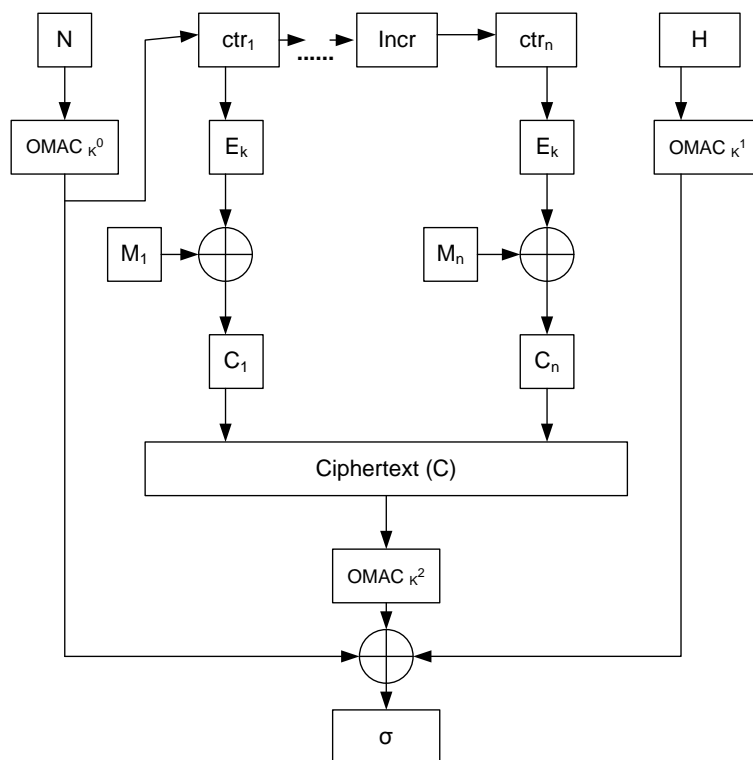 N
ctr₁
......
Incr
ctrₙ
H
OMAC K⁰
Eₖ
Eₖ
OMAC K¹
M₁
Mₙ
C₁
Cₙ
Ciphertext (C)
OMAC K²
σ